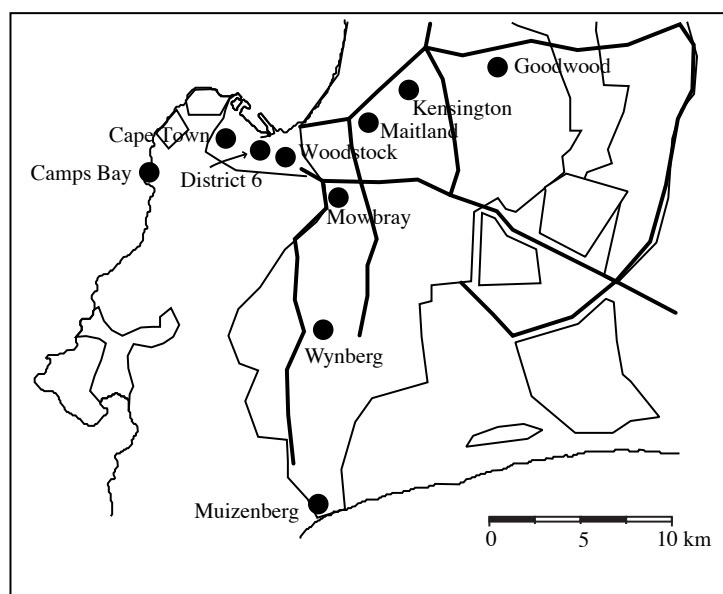 Goodwood
Kensington
Maitland
Cape Town
Woodstock
Camps Bay
District 6
Mowbray
Wynberg
Muizenberg
0 5 10 km